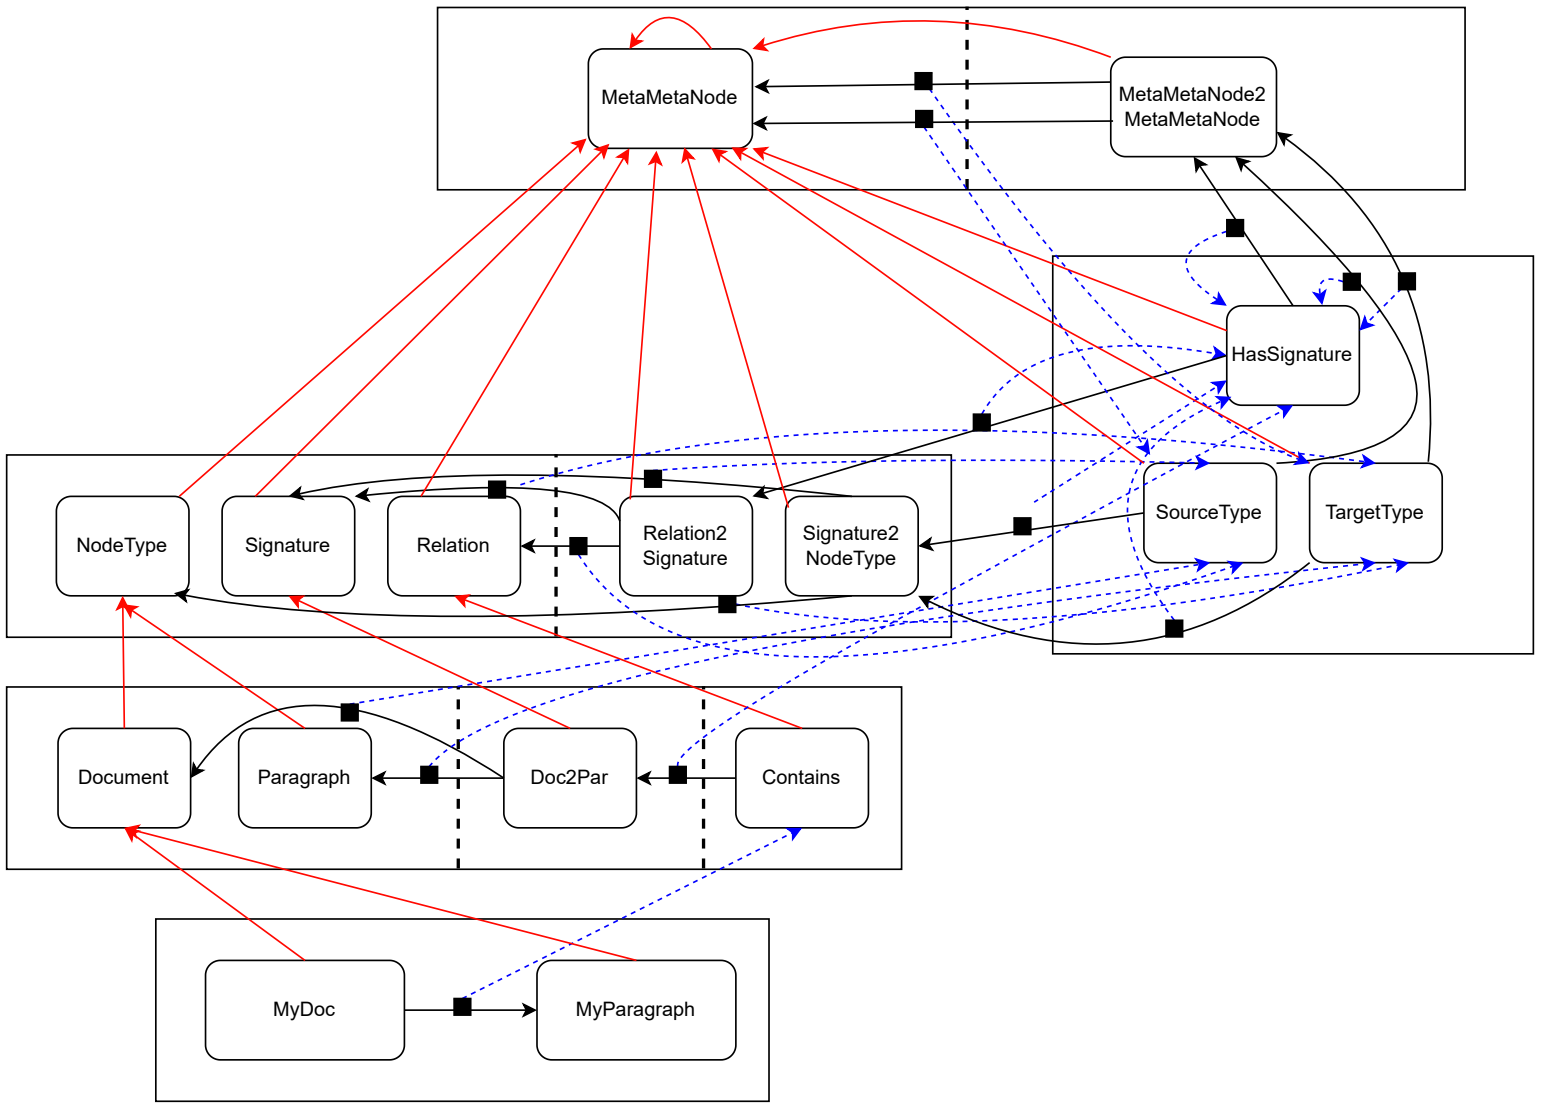 MetaMetaNode
MetaMetaNode2
MetaMetaNode
HasSignature
NodeType
Signature
Relation
Relation2
Signature
Signature2
NodeType
SourceType
TargetType
Document
Paragraph
Doc2Par
Contains
MyDoc
MyParagraph